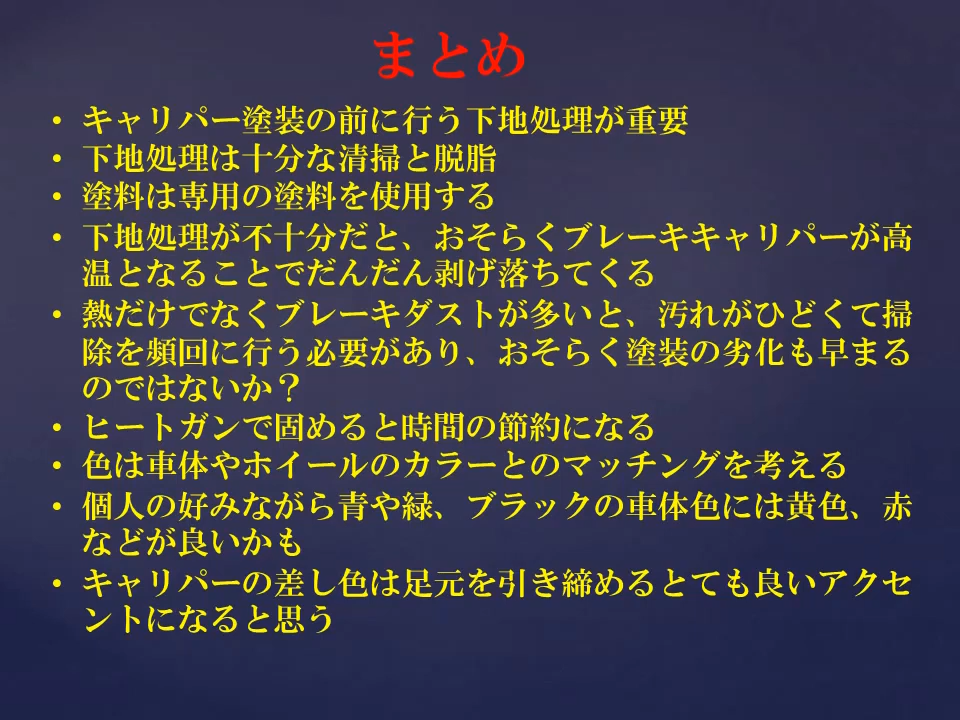 まとめ
• キャリパー塗装の前に行う下地処理が重要
• 下地処理は十分な清掃と脱脂
• 塗料は専用の塗料を使用する
• 下地処理が不十分だと、おそらくブレーキキャリパーが高
温となることでだんだん剥げ落ちてくる
• 熱だけでなくブレーキダストが多いと、汚れがひどくて掃
除を頻回に行う必要があり、おそらく塗装の劣化も早まる
のではないか？
• ヒートガンで固めると時間の節約になる
• 色は車体やホイールのカラーとのマッチングを考える
• 個人の好みながら青や緑、ブラックの車体色には黄色、赤
などが良いかも
• キャリパーの差し色は足元を引き締めるとても良いアクセ
ントになると思う